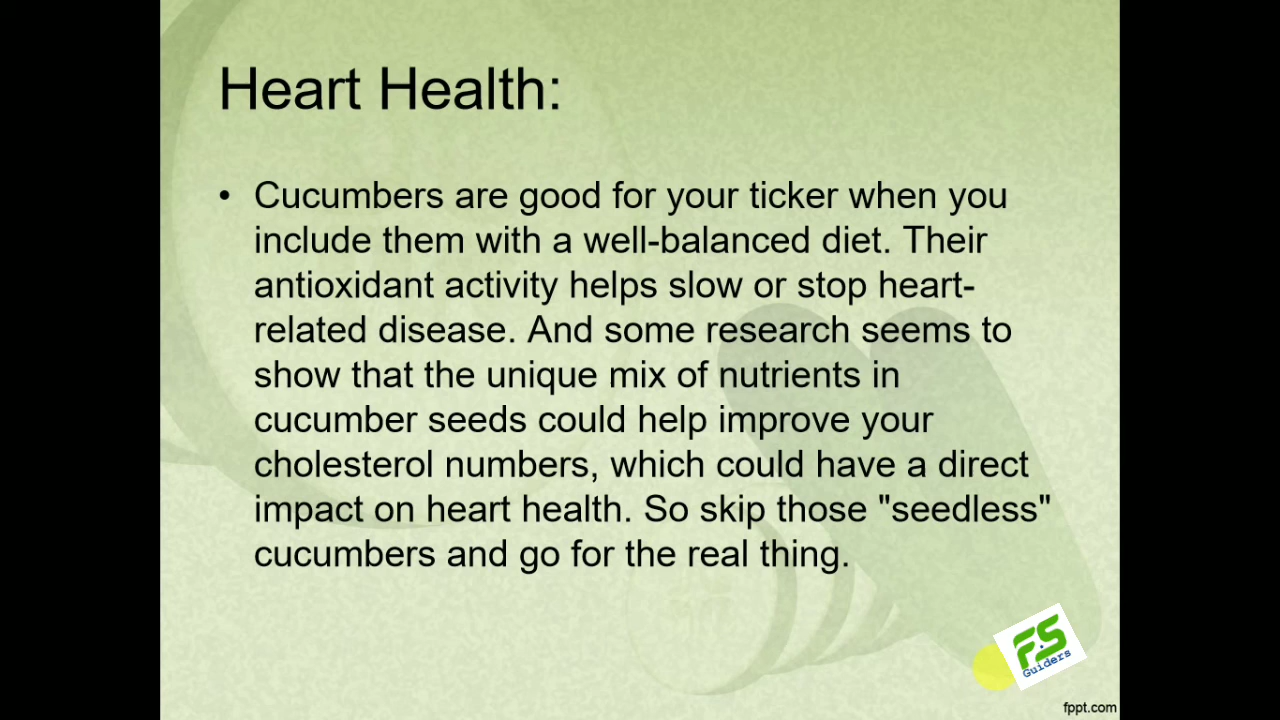 Heart Health:
• Cucumbers are good for your ticker when you
include them with a well-balanced diet. Their
antioxidant activity helps slow or stop heart-
related disease. And some research seems to
show that the unique mix of nutrients in
cucumber seeds could help improve your
cholesterol numbers, which could have a direct
impact on heart health. So skip those "seedless"
cucumbers and go for the real thing.
F.S
Guiders
fppt.com